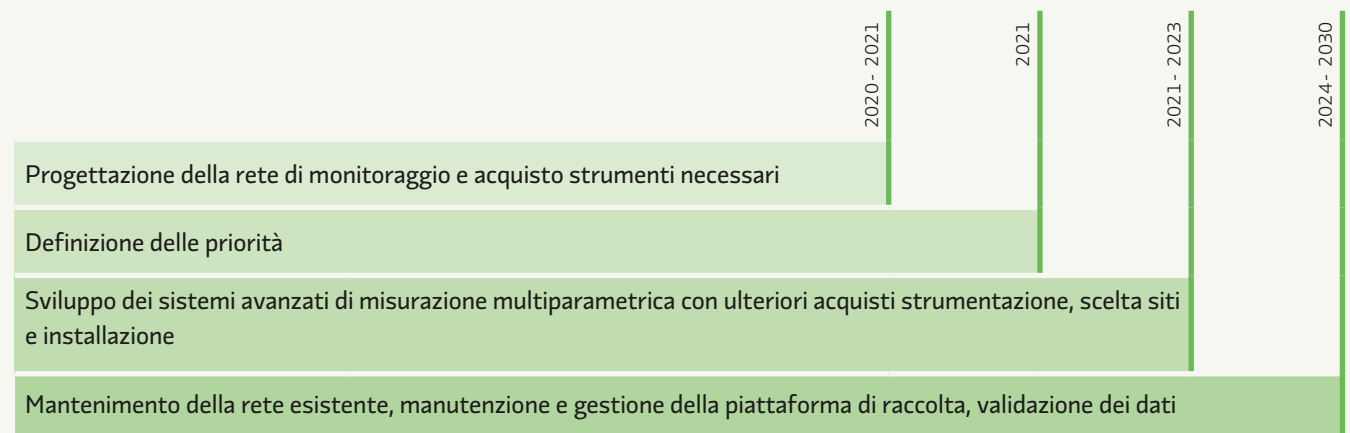 2020 - 2021
2021
2021 - 2023
2024 - 2030
Progettazione della rete di monitoraggio e acquisto strumenti necessari
Definizione delle priorità
Sviluppo dei sistemi avanzati di misurazione multiparametrica con ulteriori acquisti strumentazione, scelta siti
e installazione
Mantenimento della rete esistente, manutenzione e gestione della piattaforma di raccolta, validazione dei dati